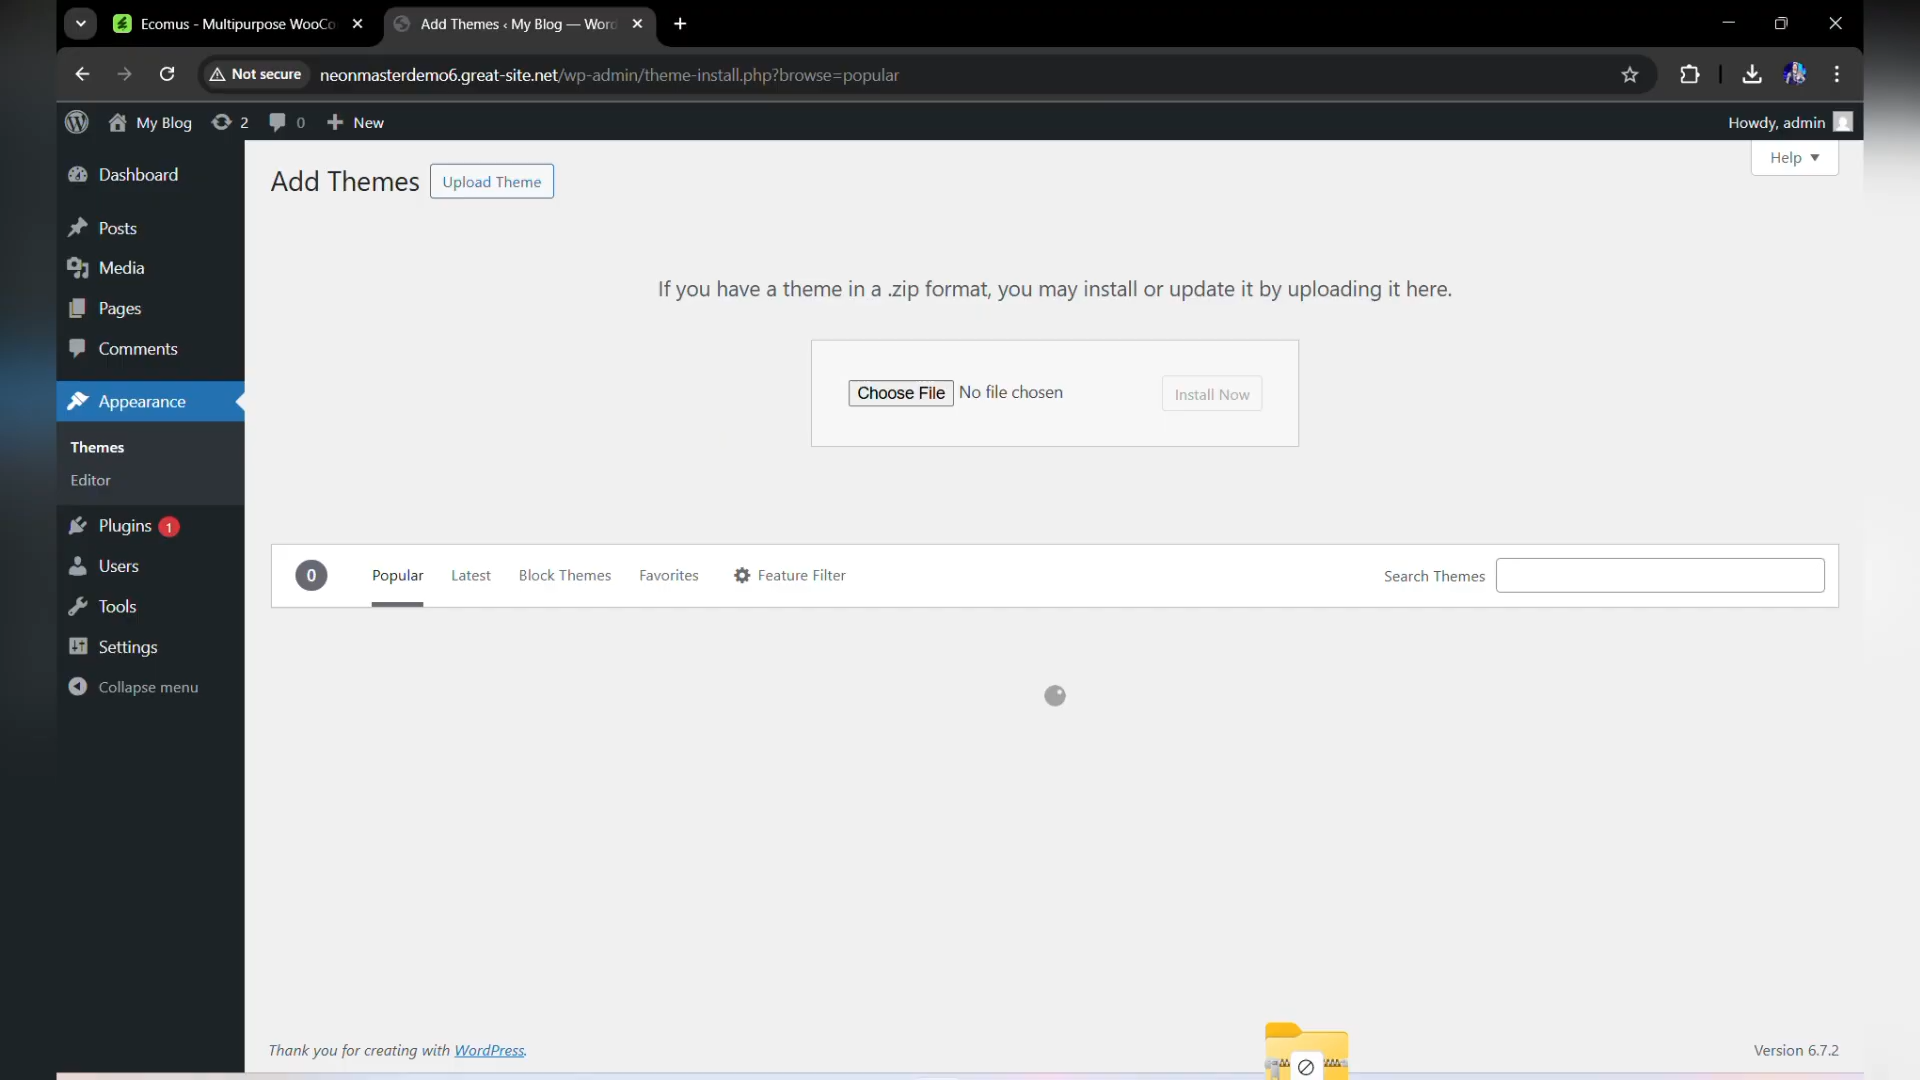 Ecomus - Multipurpose WooCo
Add Themes ‹ My Blog — Word
Not secure
neonmasterdemo6.great-site.net/wp-admin/theme-install.php?browse=popular
My Blog
2
0
New
Howdy, admin
Help
Dashboard
Posts
Media
Pages
Comments
Appearance
Themes
Editor
Plugins 1
Users
Tools
Settings
Collapse menu
Add Themes
Upload Theme
If you have a theme in a .zip format, you may install or update it by uploading it here.
Choose File No file chosen
Install Now
0
Popular
Latest
Block Themes
Favorites
Feature Filter
Search Themes
Thank you for creating with WordPress.
Version 6.7.2